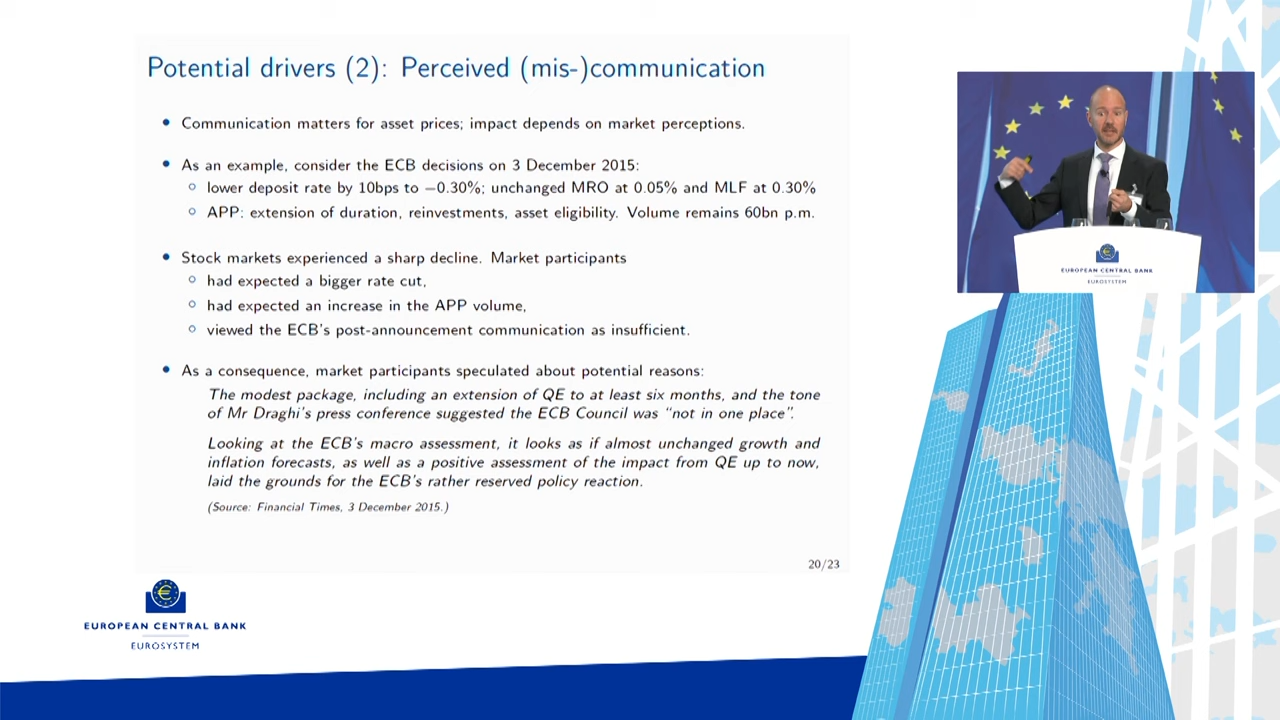 Potential drivers (2): Perceived (mis-)communication
• Communication matters for asset prices; impact depends on market perceptions.
• As an example, consider the ECB decisions on 3 December 2015:
◦ lower deposit rate by 10bps to −0.30%; unchanged MRO at 0.05% and MLF at 0.30%
◦ APP: extension of duration, reinvestments, asset eligibility. Volume remains 60bn p.m.
• Stock markets experienced a sharp decline. Market participants
◦ had expected a bigger rate cut,
◦ had expected an increase in the APP volume,
◦ viewed the ECB's post-announcement communication as insufficient.
• As a consequence, market participants speculated about potential reasons:
The modest package, including an extension of QE to at least six months, and the tone
of Mr Draghi's press conference suggested the ECB Council was "not in one place".
Looking at the ECB's macro assessment, it looks as if almost unchanged growth and
inflation forecasts, as well as a positive assessment of the impact from QE up to now,
laid the grounds for the ECB's rather reserved policy reaction.
(Source: Financial Times, 3 December 2015.)
20/23
€
EUROPEAN CENTRAL BANK
EUROSYSTEM
€
EUROPEAN CENTRAL BANK
EUROSYSTEM